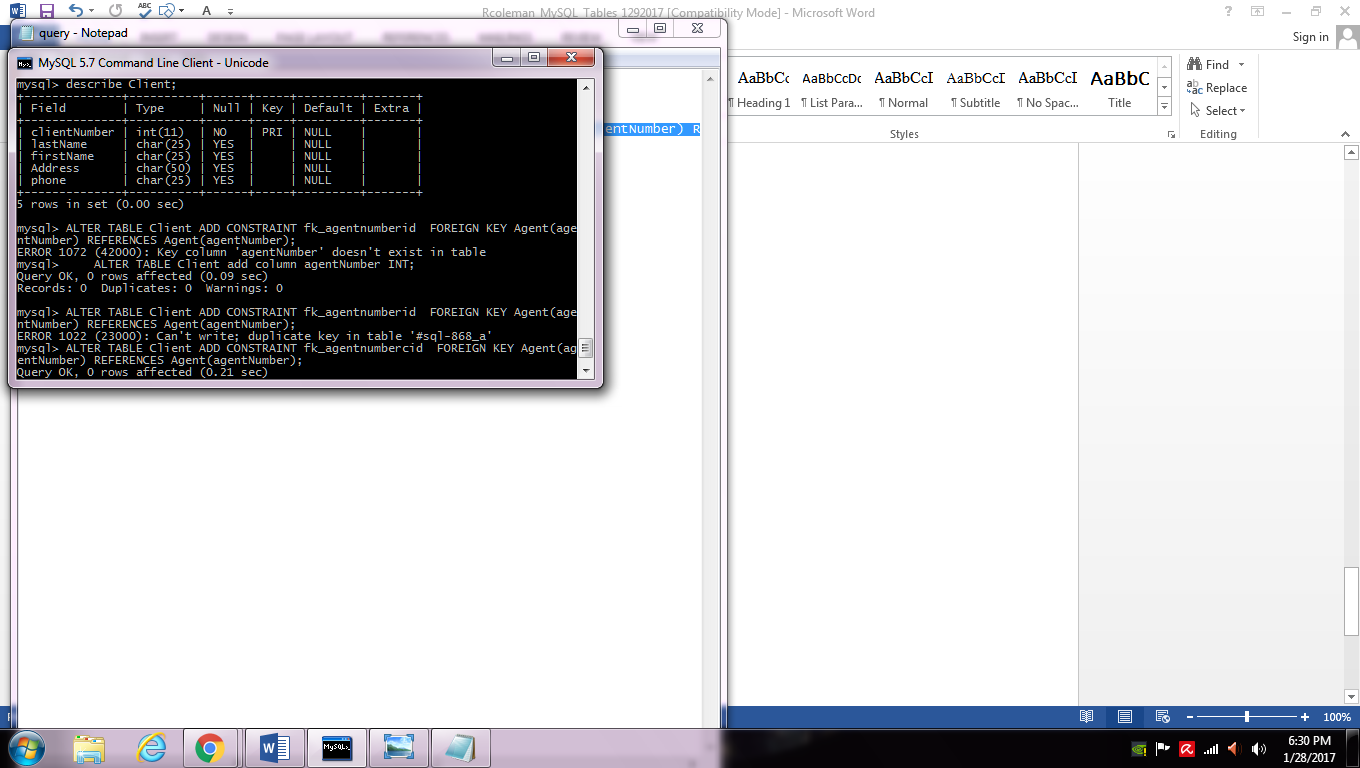 Rcoleman_MySQL_Tables_1292017 [Compatibility Mode] - Microsoft Word
query - Notepad
Sign in
MySQL 5.7 Command Line Client - Unicode
mysql> describe Client;
+--------------+----------+------+-----+---------+-------+
| Field | Type | Null | Key | Default | Extra |
+--------------+----------+------+-----+---------+-------+
| clientNumber | int(11) | NO | PRI | NULL | |
| lastName | char(25) | YES | | NULL | |
| firstName | char(25) | YES | | NULL | |
| Address | char(50) | YES | | NULL | |
| phone | char(25) | YES | | NULL | |
+--------------+----------+------+-----+---------+-------+
5 rows in set (0.00 sec)
mysql> ALTER TABLE Client ADD CONSTRAINT fk_agentnumberid  FOREIGN KEY Agent(age
ntNumber) REFERENCES Agent(agentNumber);
ERROR 1072 (42000): Key column 'agentNumber' doesn't exist in table
mysql>     ALTER TABLE Client add column agentNumber INT;
Query OK, 0 rows affected (0.09 sec)
Records: 0  Duplicates: 0  Warnings: 0
mysql> ALTER TABLE Client ADD CONSTRAINT fk_agentnumberid  FOREIGN KEY Agent(age
ntNumber) REFERENCES Agent(agentNumber);
ERROR 1022 (23000): Can't write; duplicate key in table '#sql-868_a'
mysql> ALTER TABLE Client ADD CONSTRAINT fk_agentnumbercid  FOREIGN KEY Agent(ag
entNumber) REFERENCES Agent(agentNumber);
Query OK, 0 rows affected (0.21 sec)
entNumber) R
AaBbCc AaBbCcDc AaBbCcI AaBbCcI AaBbCcI AaBbC
¶ Heading 1 ¶ List Para... ¶ Normal ¶ Subtitle ¶ No Spac... Title
Styles
Find
Replace
Select
Editing
100%
6:30 PM
1/28/2017